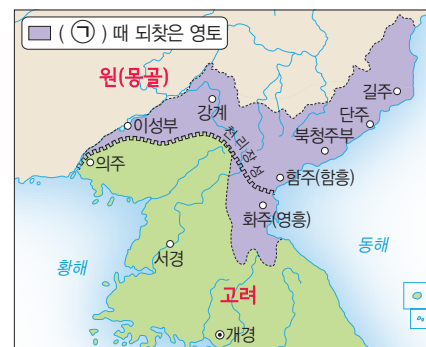 ( ㉠ ) 때 되찾은 영토
원(몽골)
길주
강계
단주
이성부
북청주부
천리장성
의주
함주(함흥)
화주(영흥)
동해
서경
황해
고려
개경